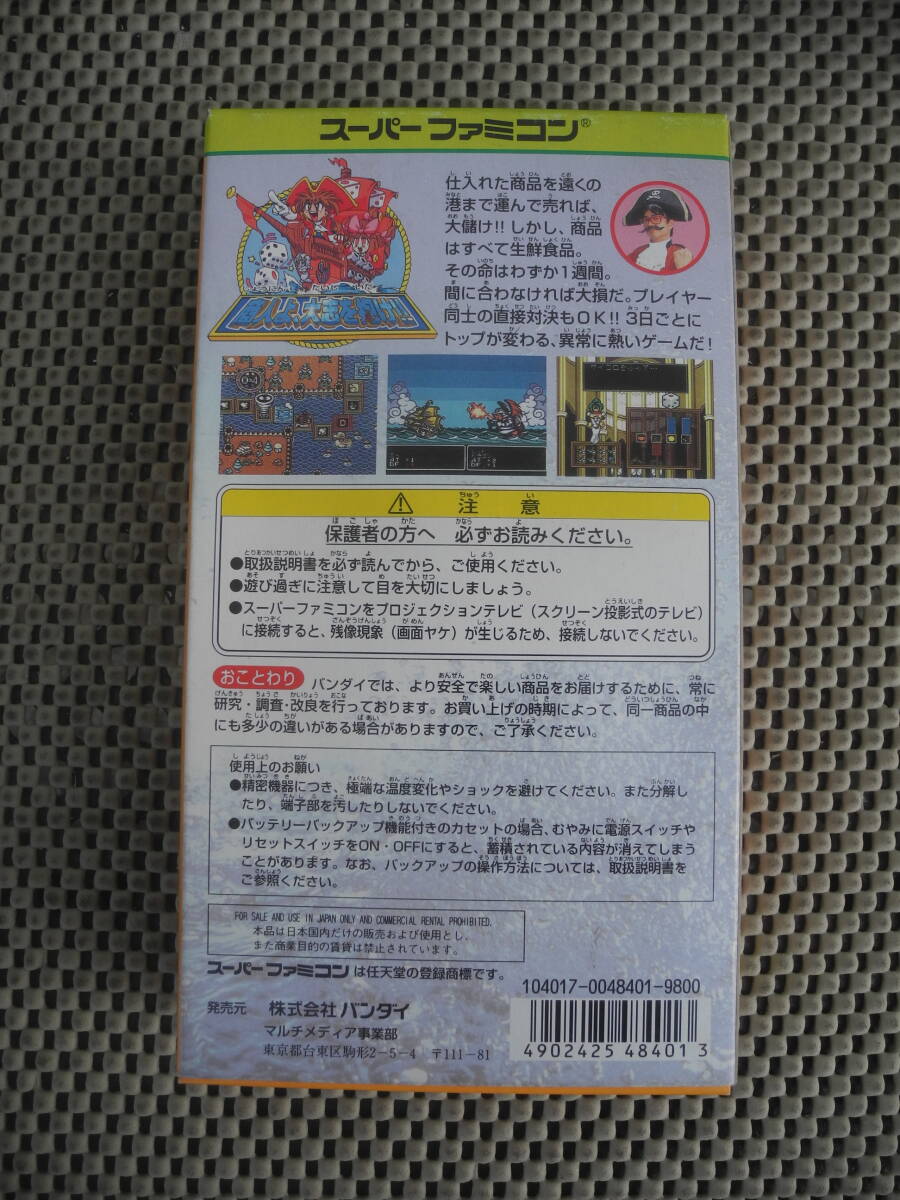 スーパーファミコン®
しょうにん たいし いだ
商人よ、大志を抱け!!
仕入れた商品を遠くの
港まで運んで売れば、
大儲け!! しかし、商品
はすべて生鮮食品。
その命はわずか1週間。
間に合わなければ大損だ。プレイヤー
同士の直接対決もOK!! 3日ごとに
トップが変わる、異常に熱いゲームだ!
注意
保護者の方へ 必ずお読みください。
●取扱説明書を必ず読んでから、ご使用ください。
●遊び過ぎに注意して目を大切にしましょう。
●スーパーファミコンをプロジェクションテレビ(スクリーン投影式のテレビ)
に接続すると、残像現象(画面ヤケ)が生じるため、接続しないでください。
おことわり バンダイでは、より安全で楽しい商品をお届けするために、常に
研究・調査・改良を行っております。お買い上げの時期によって、同一商品の中
にも多少の違いがある場合がありますので、ご了承ください。
使用上のお願い
●精密機器につき、極端な温度変化やショックを避けてください。また分解し
たり、端子部を汚したりしないでください。
●バッテリーバックアップ機能付きのカセットの場合、むやみに電源スイッチや
リセットスイッチをON・OFFにすると、蓄積されている内容が消えてしまう
ことがあります。なお、バックアップの操作方法については、取扱説明書を
ご参照ください。
FOR SALE AND USE IN JAPAN ONLY AND COMMERCIAL RENTAL PROHIBITED.
本品は日本国内だけの販売および使用とし、
また商業目的の賃貸は禁止されています。
スーパーファミコンは任天堂の登録商標です。
発売元 株式会社バンダイ
マルチメディア事業部
東京都台東区駒形2-5-4 〒111-81
104017-0048401-9800
4902425484013